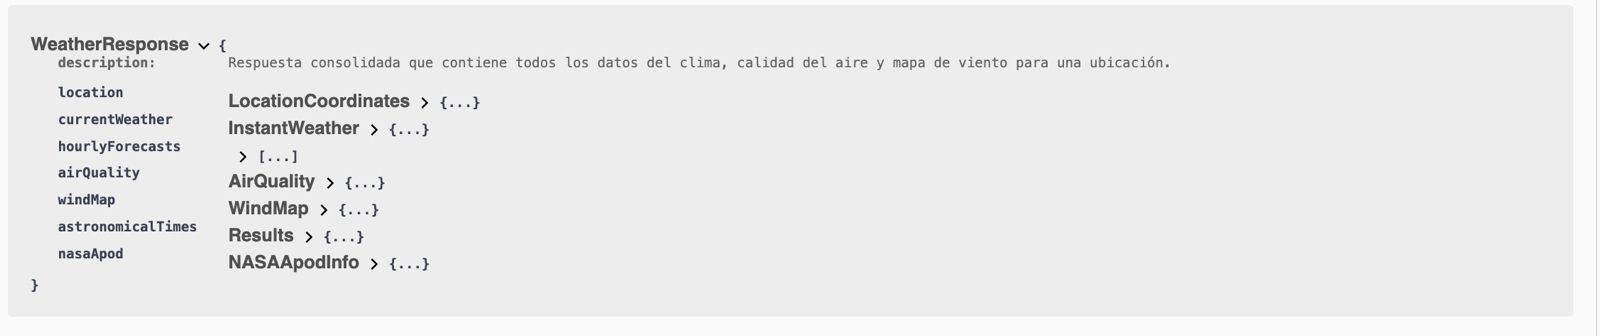 WeatherResponse {
description: Respuesta consolidada que contiene todos los datos del clima, calidad del aire y mapa de viento para una ubicación.
location LocationCoordinates > {...}
currentWeather InstantWeather > {...}
hourlyForecasts > [...]
airQuality AirQuality > {...}
windMap WindMap > {...}
astronomicalTimes Results > {...}
nasaApod NASAApodInfo > {...}
}